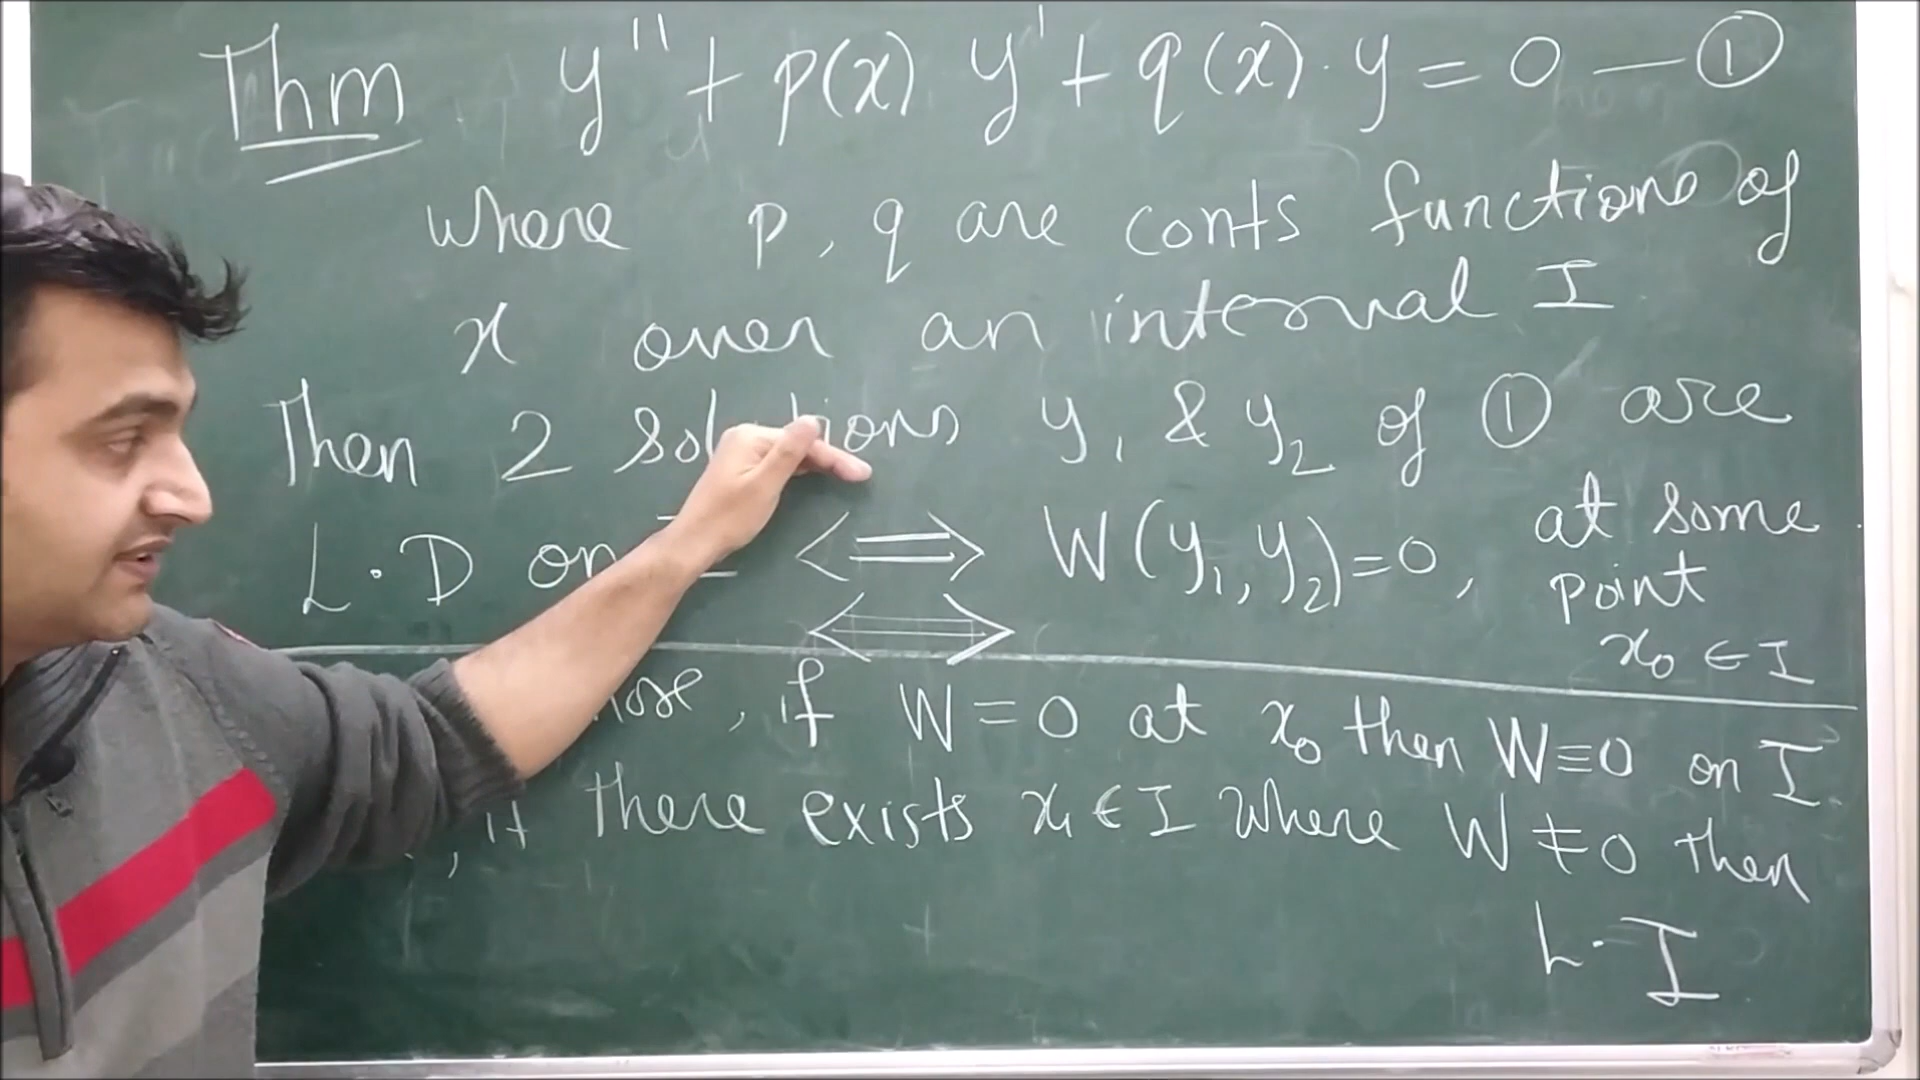 Thm y'' + p(x) y' + q(x) · y = 0 — ①
where p, q are conts functions of
x over an interval I
Then 2 solutions y₁ & y₂ of ① are
L.D on I ⟺ W(y₁, y₂) = 0, at some point x₀ ∈ I
⟺
, if W = 0 at x₀ then W ≡ 0 on I.
, if there exists x₁ ∈ I where W ≠ 0 then
L. I